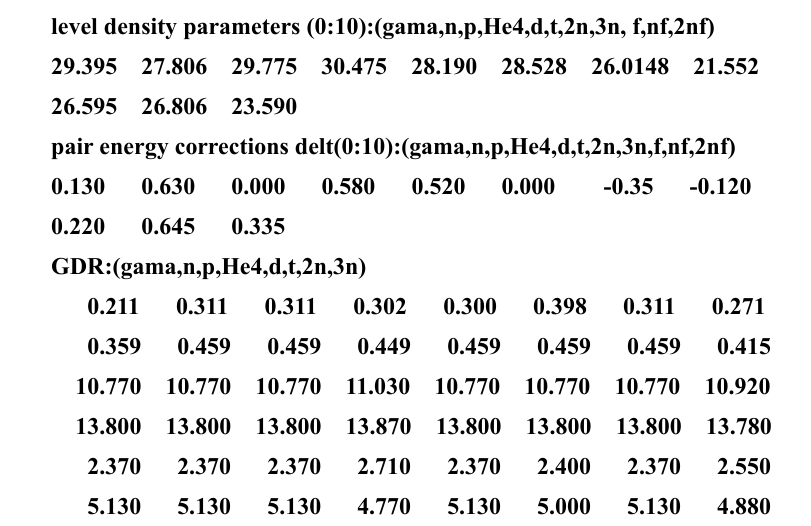 level density parameters (0:10):(gama,n,p,He4,d,t,2n,3n, f,nf,2nf)
29.395 27.806 29.775 30.475 28.190 28.528 26.0148 21.552
26.595 26.806 23.590
pair energy corrections delt(0:10):(gama,n,p,He4,d,t,2n,3n,f,nf,2nf)
0.130 0.630 0.000 0.580 0.520 0.000 -0.35 -0.120
0.220 0.645 0.335
GDR:(gama,n,p,He4,d,t,2n,3n)
0.211 0.311 0.311 0.302 0.300 0.398 0.311 0.271
0.359 0.459 0.459 0.449 0.459 0.459 0.459 0.415
10.770 10.770 10.770 11.030 10.770 10.770 10.770 10.920
13.800 13.800 13.800 13.870 13.800 13.800 13.800 13.780
2.370 2.370 2.370 2.710 2.370 2.400 2.370 2.550
5.130 5.130 5.130 4.770 5.130 5.000 5.130 4.880